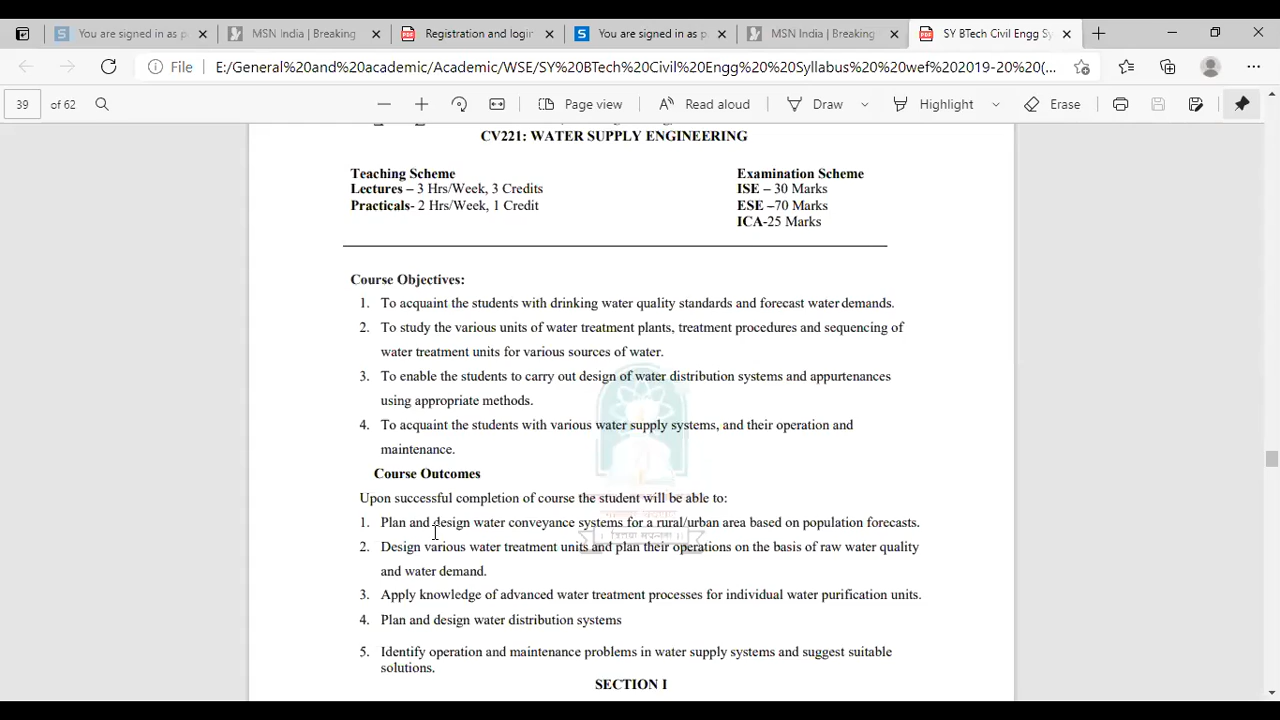 You are signed in as p
MSN India | Breaking
Registration and login
You are signed in as p
MSN India | Breaking
SY BTech Civil Engg Sy
File
E:/General%20and%20academic/Academic/WSE/SY%20BTech%20Civil%20Engg%20%20Syllabus%20%20wef%202019-20%20(...
39 of 62
Page view
Read aloud
Draw
Highlight
Erase
CV221: WATER SUPPLY ENGINEERING
Teaching Scheme
Examination Scheme
Lectures – 3 Hrs/Week, 3 Credits
ISE – 30 Marks
Practicals- 2 Hrs/Week, 1 Credit
ESE –70 Marks
ICA-25 Marks
Course Objectives:
1. To acquaint the students with drinking water quality standards and forecast water demands.
2. To study the various units of water treatment plants, treatment procedures and sequencing of
water treatment units for various sources of water.
3. To enable the students to carry out design of water distribution systems and appurtenances
using appropriate methods.
4. To acquaint the students with various water supply systems, and their operation and
maintenance.
Course Outcomes
Upon successful completion of course the student will be able to:
1. Plan and design water conveyance systems for a rural/urban area based on population forecasts.
2. Design various water treatment units and plan their operations on the basis of raw water quality
and water demand.
3. Apply knowledge of advanced water treatment processes for individual water purification units.
4. Plan and design water distribution systems
5. Identify operation and maintenance problems in water supply systems and suggest suitable
solutions.
SECTION I